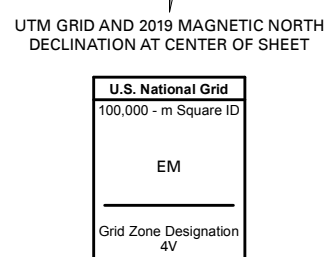 UTM GRID AND 2019 MAGNETIC NORTH
DECLINATION AT CENTER OF SHEET
U.S. National Grid
100,000 - m Square ID
EM
Grid Zone Designation
4V